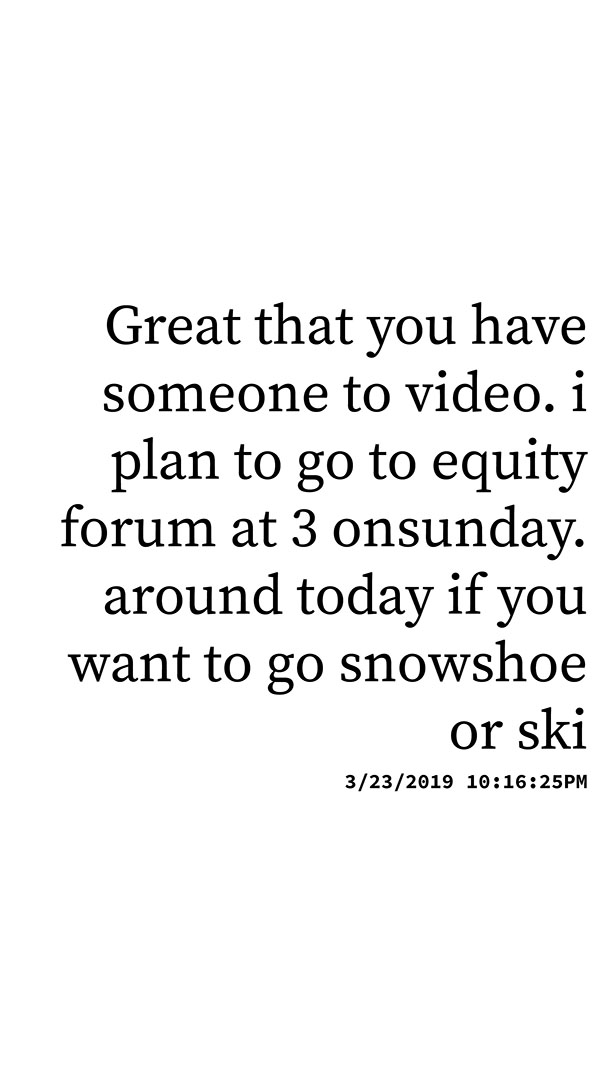 Great that you have
someone to video. i
plan to go to equity
forum at 3 onsunday.
around today if you
want to go snowshoe
or ski
3/23/2019 10:16:25PM